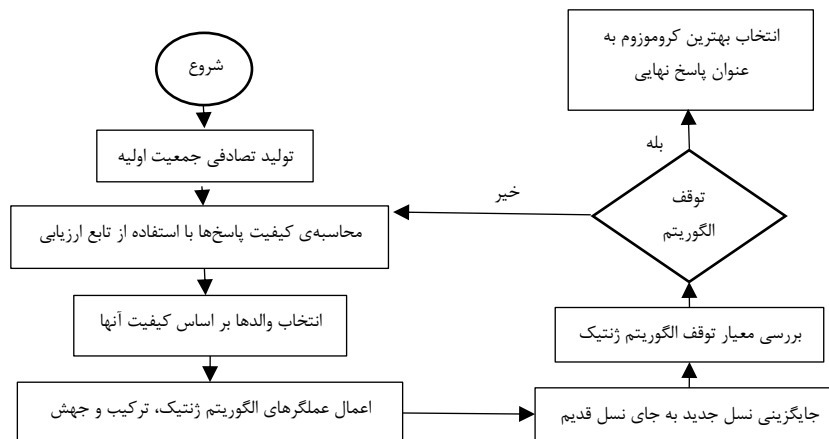 شروع
تولید تصادفی جمعیت اولیه
محاسبه‌ی کیفیت پاسخ‌ها با استفاده از تابع ارزیابی
انتخاب والدها بر اساس کیفیت آنها
اعمال عملگرهای الگوریتم ژنتیک، ترکیب و جهش
جایگزینی نسل جدید به جای نسل قدیم
بررسی معیار توقف الگوریتم ژنتیک
توقف
الگوریتم
خیر
بله
انتخاب بهترین کروموزوم به
عنوان پاسخ نهایی